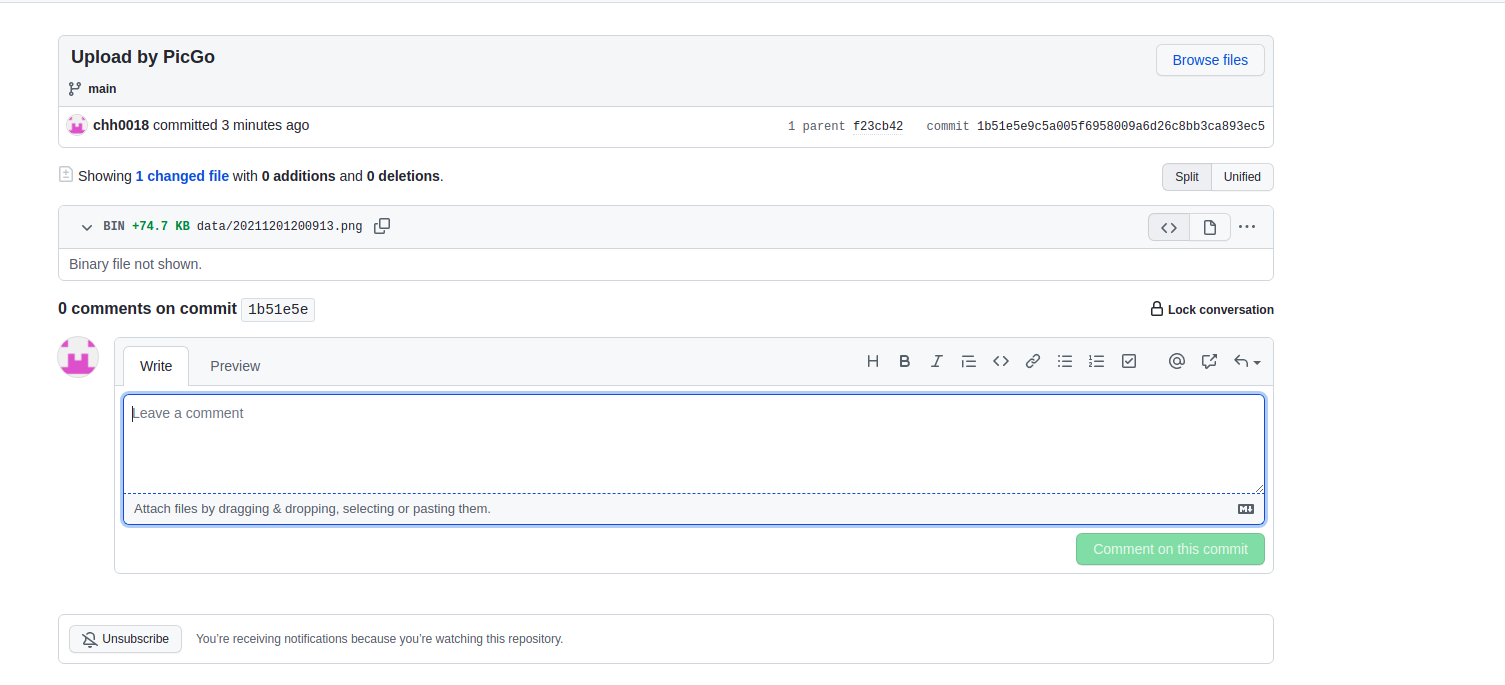 Upload by PicGo
Browse files
main
chh0018 committed 3 minutes ago
1 parent f23cb42 commit 1b51e5e9c5a005f6958009a6d26c8bb3ca893ec5
Showing 1 changed file with 0 additions and 0 deletions.
Split Unified
BIN +74.7 KB data/20211201200913.png
Binary file not shown.
0 comments on commit 1b51e5e
Lock conversation
Write Preview
Leave a comment
Attach files by dragging & dropping, selecting or pasting them.
Comment on this commit
Unsubscribe You’re receiving notifications because you’re watching this repository.